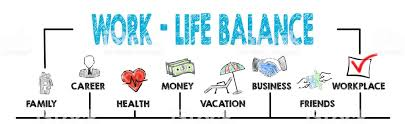 WORK - LIFE BALANCE
CAREER MONEY BUSINESS WORKPLACE
FAMILY HEALTH VACATION FRIENDS